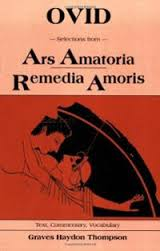 OVID
— Selections from —
Ars Amatoria
Remedia Amoris
Text, Commentary, Vocabulary
Graves Haydon Thompson